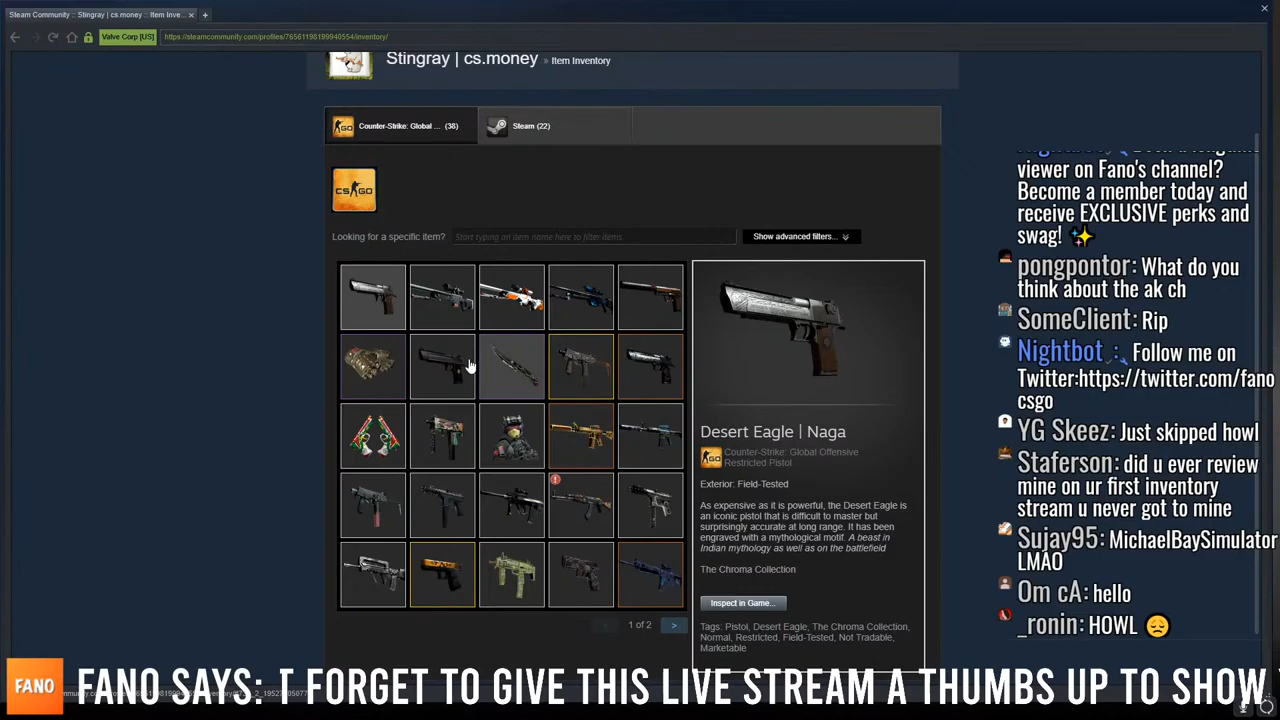 Steam Community :: Stingray | cs.money :: Item Inve...
Valve Corp [US]
https://steamcommunity.com/profiles/76561198199940554/inventory/
Stingray | cs.money » Item Inventory
Counter-Strike: Global ... (38)
Steam (22)
CS GO
Looking for a specific item?
Start typing an item name here to filter items
Show advanced filters...
Desert Eagle | Naga
Counter-Strike: Global Offensive
Restricted Pistol
Exterior: Field-Tested
As expensive as it is powerful, the Desert Eagle is
an iconic pistol that is difficult to master but
surprisingly accurate at long range. It has been
engraved with a mythological motif. A beast in
Indian mythology as well as on the battlefield
The Chroma Collection
Inspect in Game...
Tags: Pistol, Desert Eagle, The Chroma Collection,
Normal, Restricted, Field-Tested, Not Tradable,
Marketable
1 of 2
>
viewer on Fano's channel?
Become a member today and
receive EXCLUSIVE perks and
swag! ✨
pongpontor: What do you
think about the ak ch
SomeClient: Rip
Nightbot : Follow me on
Twitter:https://twitter.com/fano
csgo
YG Skeez: Just skipped howl
Staferson: did u ever review
mine on ur first inventory
stream u never got to mine
Sujay95: MichaelBaySimulator
LMAO
Om cA: hello
_ronin: HOWL 😔
FANO
FANO SAYS: T FORGET TO GIVE THIS LIVE STREAM A THUMBS UP TO SHOW